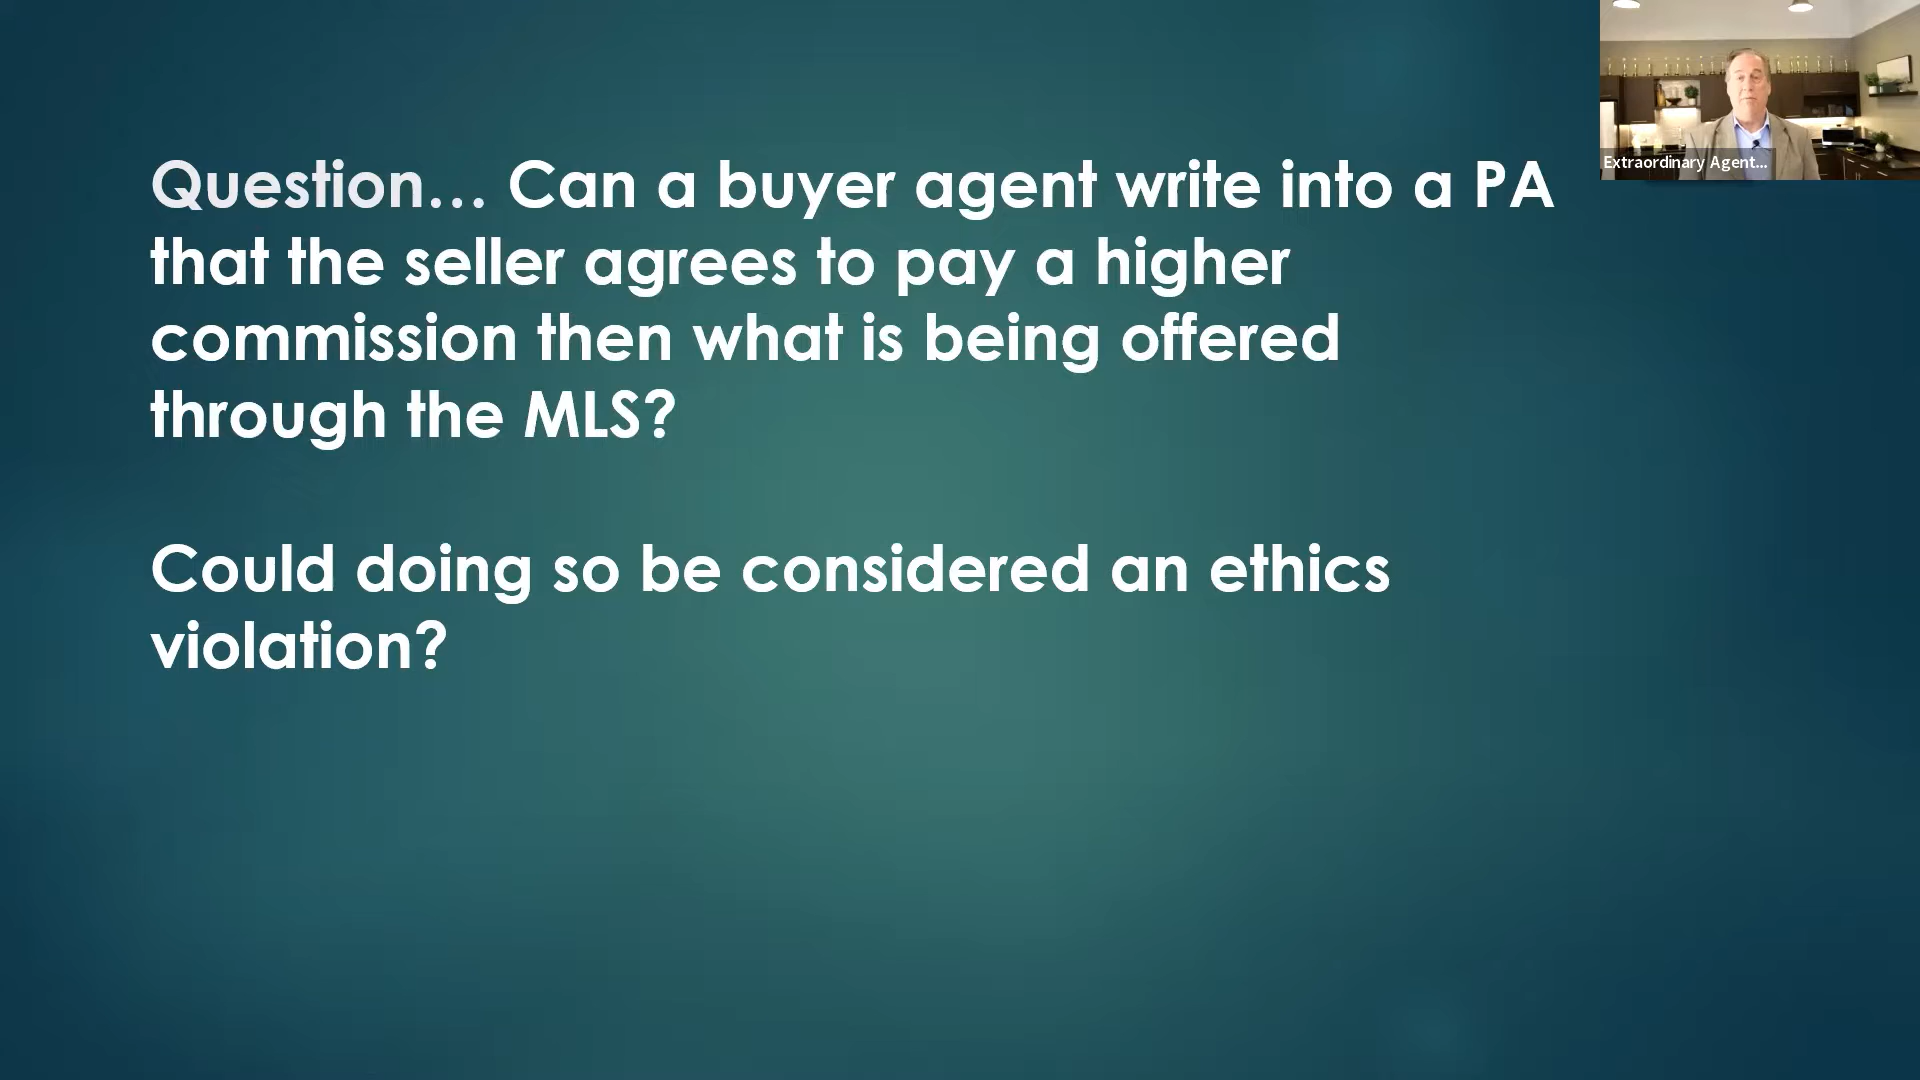 Question… Can a buyer agent write into a PA
that the seller agrees to pay a higher
commission then what is being offered
through the MLS?
Could doing so be considered an ethics
violation?
Extraordinary Agent...